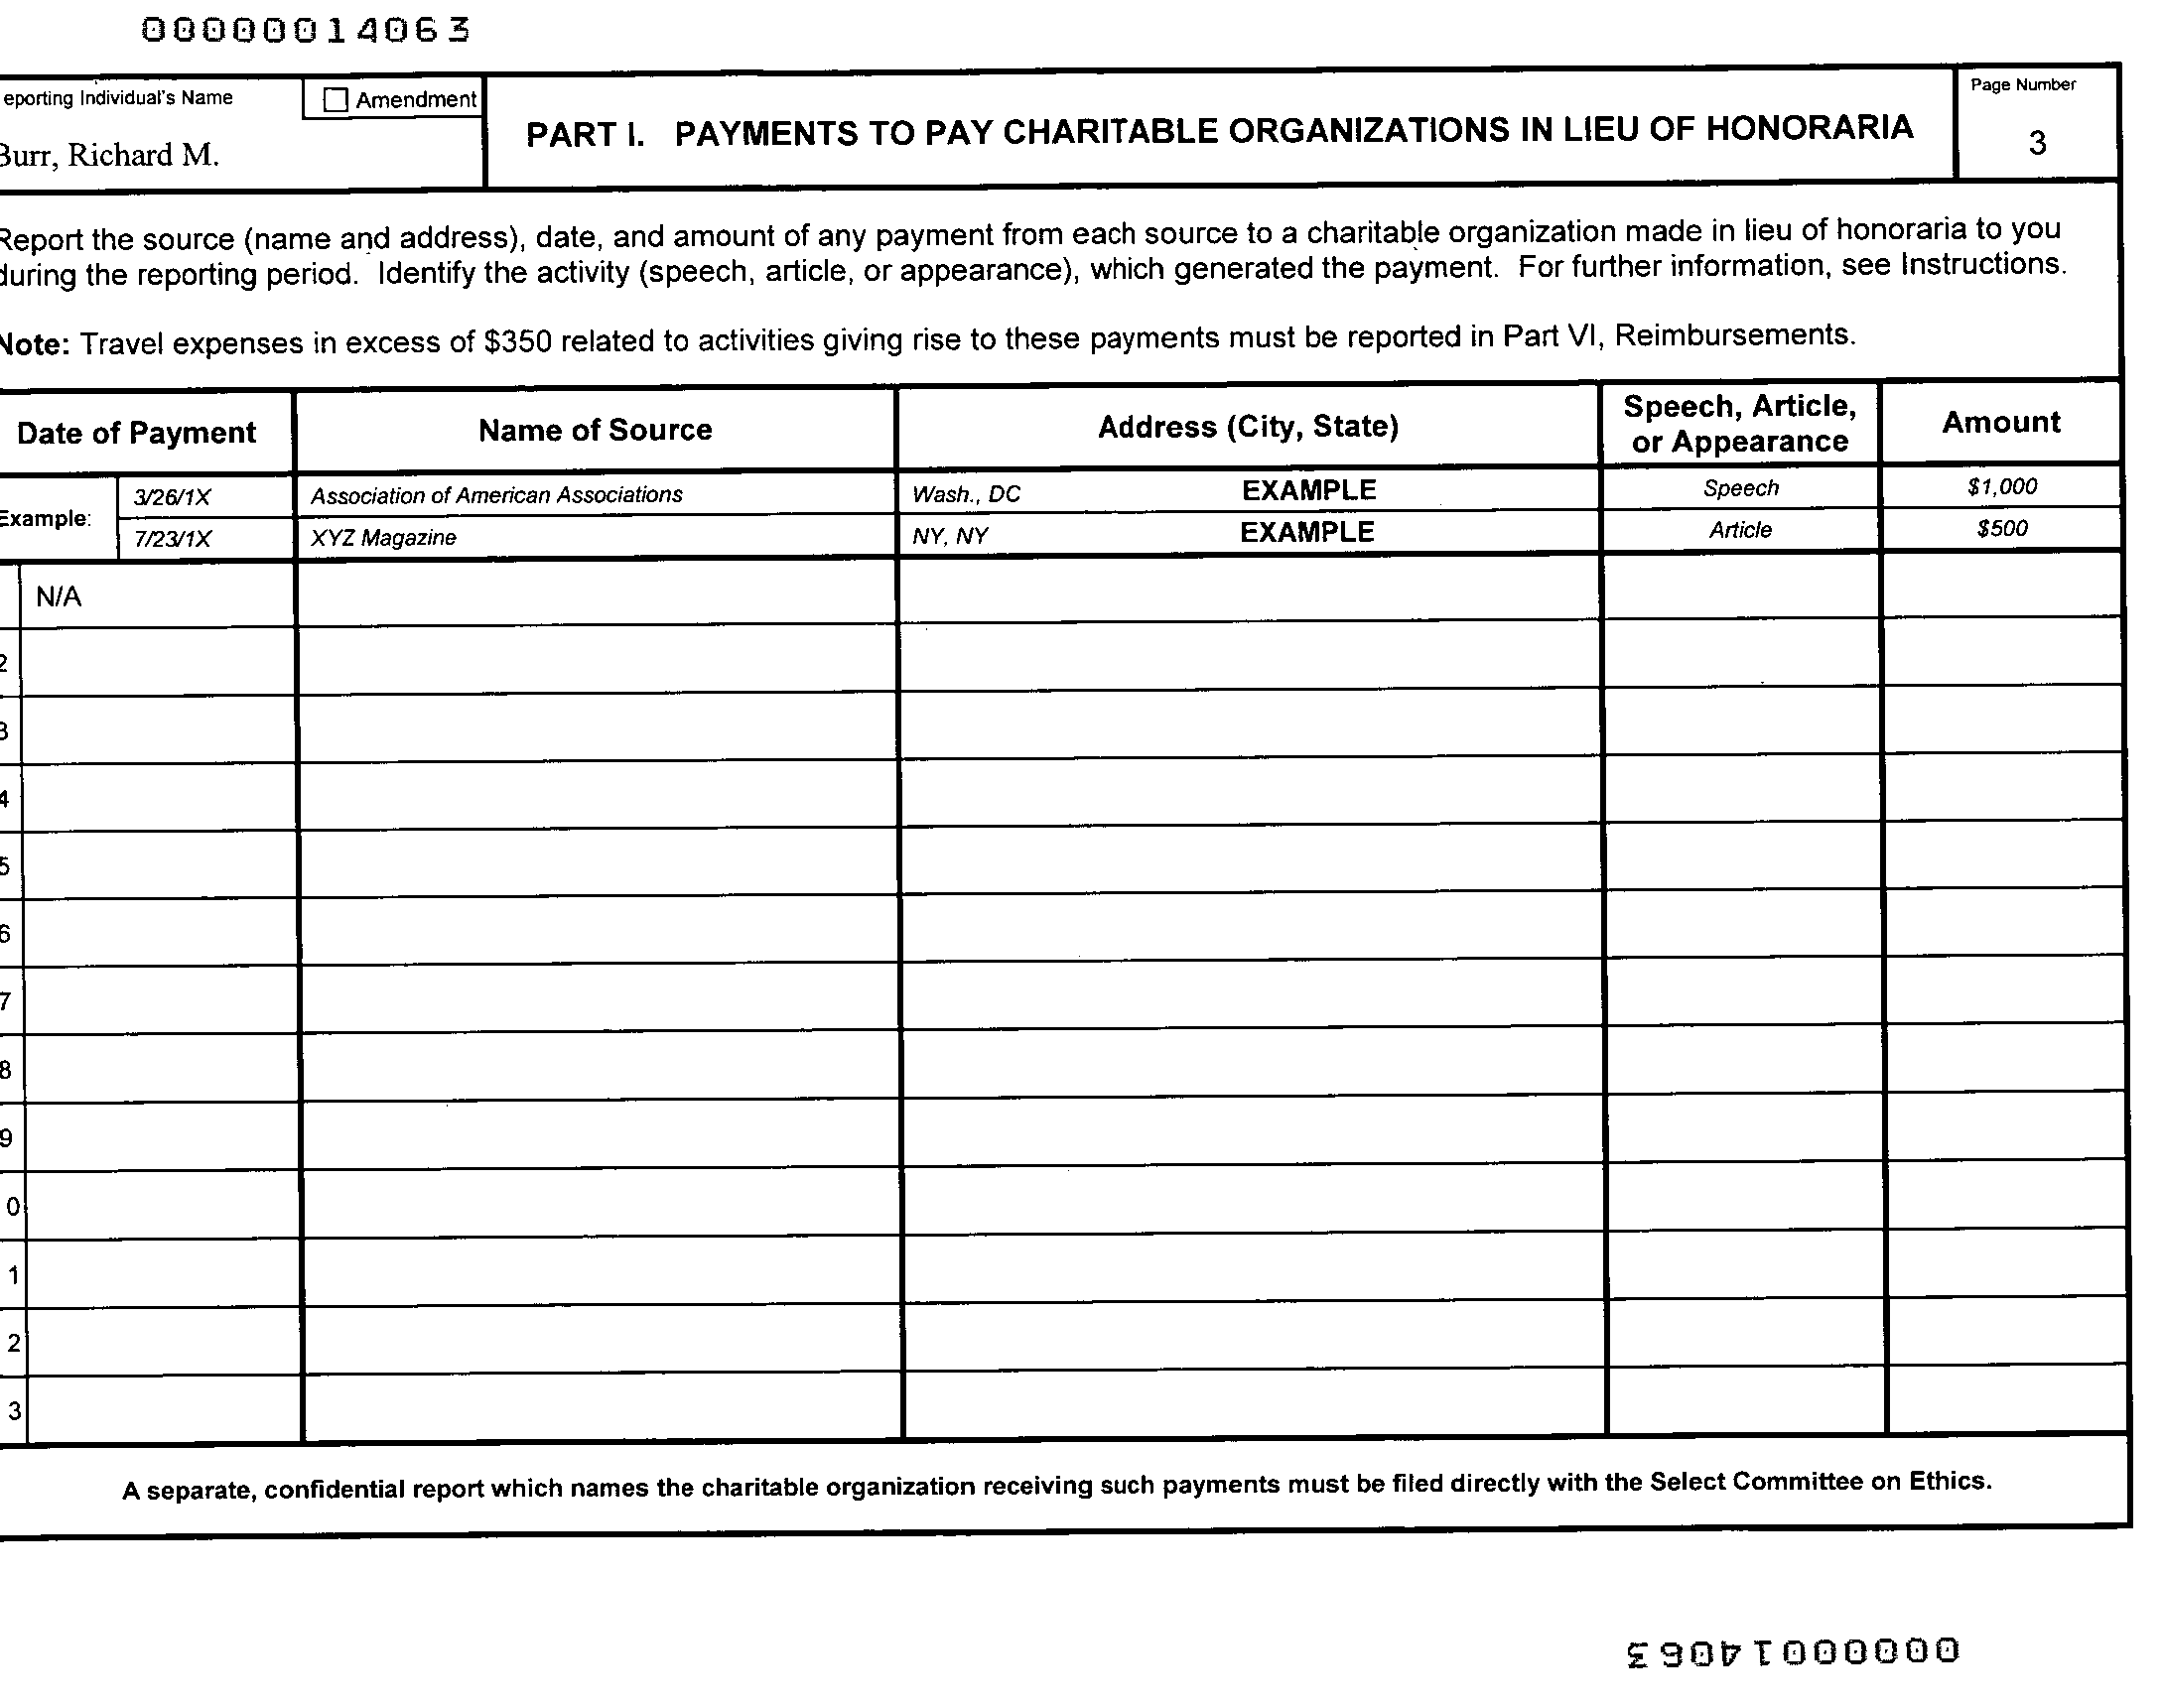 00000014063
eporting Individual's Name
Amendment
Burr, Richard M.
PART I. PAYMENTS TO PAY CHARITABLE ORGANIZATIONS IN LIEU OF HONORARIA
Page Number
3
Report the source (name and address), date, and amount of any payment from each source to a charitable organization made in lieu of honoraria to you
during the reporting period. Identify the activity (speech, article, or appearance), which generated the payment. For further information, see Instructions.
Note: Travel expenses in excess of $350 related to activities giving rise to these payments must be reported in Part VI, Reimbursements.
Date of Payment Name of Source Address (City, State) Speech, Article, or Appearance Amount
Example: 3/26/1X Association of American Associations Wash., DC EXAMPLE Speech $1,000
7/23/1X XYZ Magazine NY, NY EXAMPLE Article $500
N/A
2
3
4
5
6
7
8
9
0
1
2
3
A separate, confidential report which names the charitable organization receiving such payments must be filed directly with the Select Committee on Ethics.
00000014063